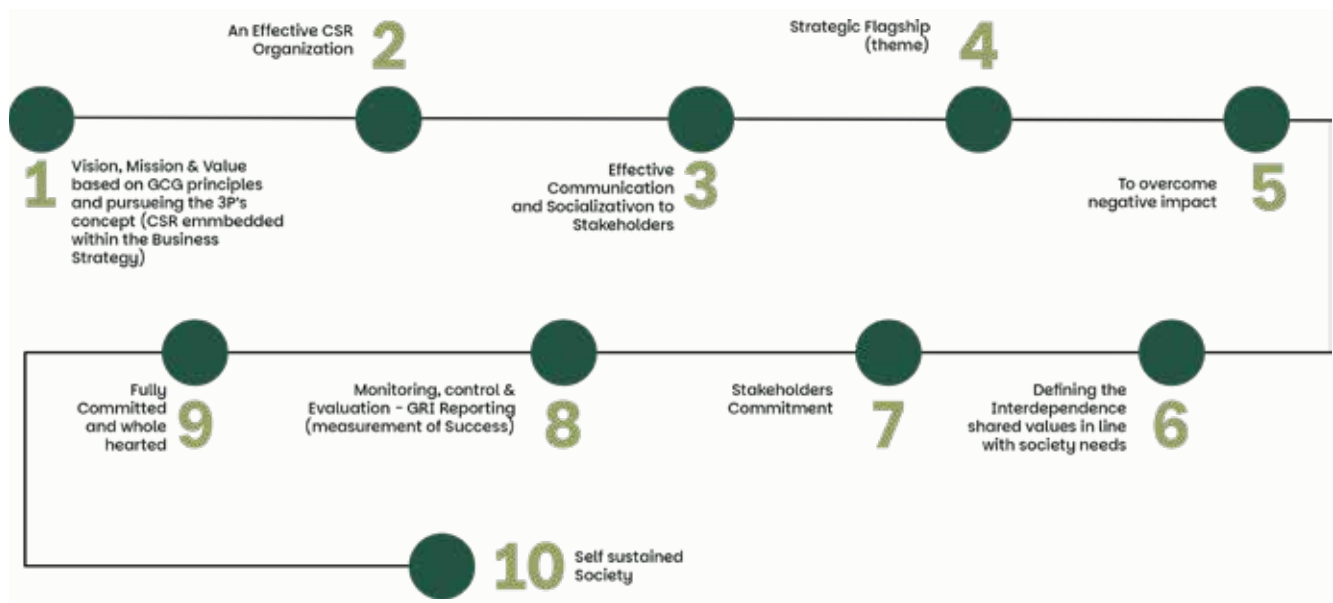 1
Vision, Mission & Value
based on GCG principles
and pursueing the 3P's
concept (CSR emmbedded
within the Business
Strategy)
An Effective CSR
Organization
2
Effective
Communication
and Socializativon to
Stakeholders
3
Strategic Flagship
(theme)
4
To overcome
negative impact
5
Defining the
Interdependence
shared values in line
with society needs
6
Stakeholders
Commitment
7
Monitoring, control &
Evaluation - GRI Reporting
(measurement of Success)
8
Fully
Committed
and whole
hearted
9
10
Self sustained
Society